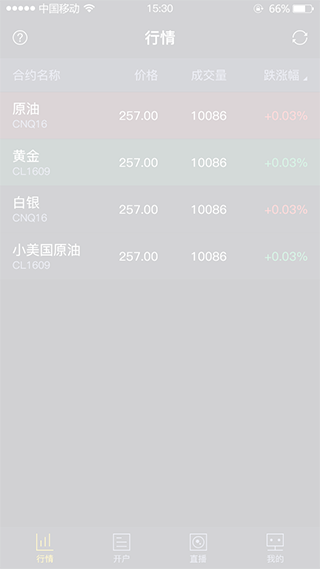 中国移动 15:30 66%
行情
合约名称 价格 成交量 跌涨幅
原油 257.00 10086 +0.03%
CNQ16
黄金 257.00 10086 +0.03%
CL1609
白银 257.00 10086 +0.03%
CNQ16
小美国原油 257.00 10086 +0.03%
CL1609
行情 开户 直播 我的